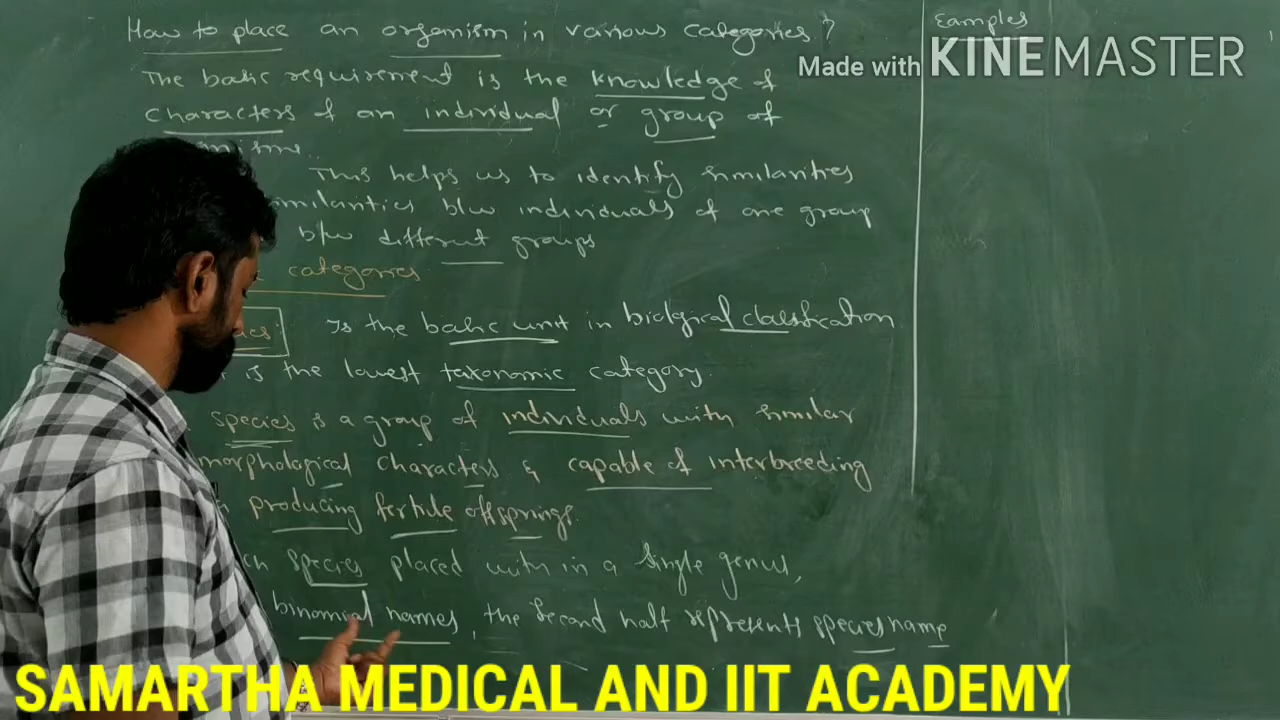 How to place an organism in various categories?
The basic requirement is the knowledge of
characters of an individual or group of
This helps us to identify similarities
b/w individuals of one group
b/w different groups
categories
Is the basic unit in biological classification
is the lowest taxonomic category.
species is a group of individuals with similar
morphological characters & capable of interbreeding
producing fertile offsprings.
species placed with in a single genus,
binomial names, the second half represents species name
Examples
Made with KINEMASTER
SAMARTHA MEDICAL AND IIT ACADEMY